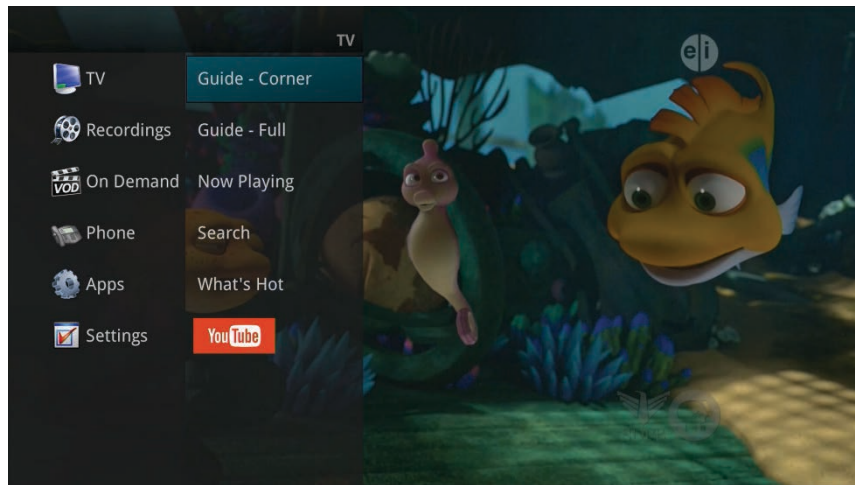 TV
TV
Recordings
VOD
On Demand
Phone
Apps
Settings
Guide - Corner
Guide - Full
Now Playing
Search
What's Hot
YouTube
e|i